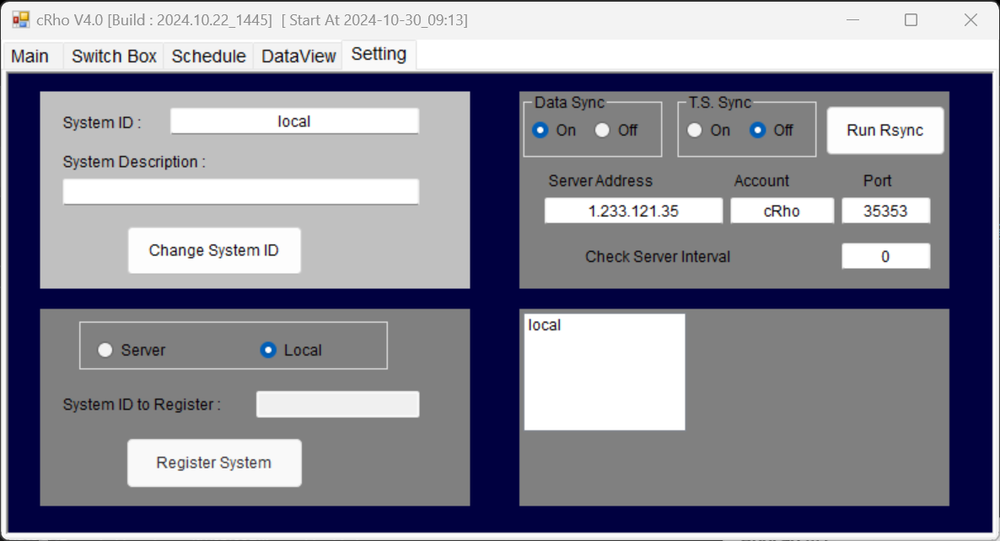 cRho V4.0 [Build : 2024.10.22_1445]  [ Start At 2024-10-30_09:13]
Main Switch Box Schedule DataView Setting
System ID : local
System Description :
Change System ID
Data Sync T.S. Sync
On Off On Off Run Rsync
Server Address Account Port
1.233.121.35 cRho 35353
Check Server Interval 0
Server Local
System ID to Register :
Register System
local